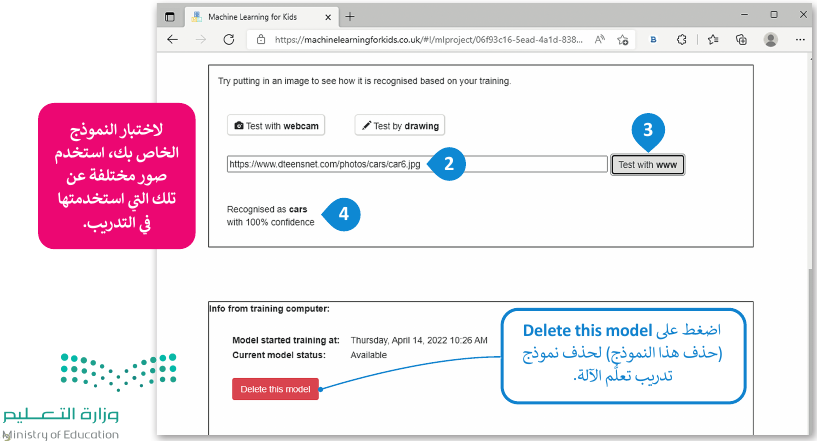 Machine Learning for Kids
https://machinelearningforkids.co.uk/#!/mlproject/06f93c16-5ead-4a1d-838...
Try putting in an image to see how it is recognised based on your training.
Test with webcam
Test by drawing
3
https://www.dteensnet.com/photos/cars/car6.jpg
2
Test with www
Recognised as cars
with 100% confidence
4
لاختبار النموذج
الخاص بك، استخدم
صور مختلفة عن
تلك التي استخدمتها
في التدريب.
Info from training computer:
Model started training at: Thursday, April 14, 2022 10:26 AM
Current model status: Available
Delete this model
اضغط على Delete this model
(حذف هذا النموذج) لحذف نموذج
تدريب تعلُّم الآلة.
وزارة التعليم
Ministry of Education